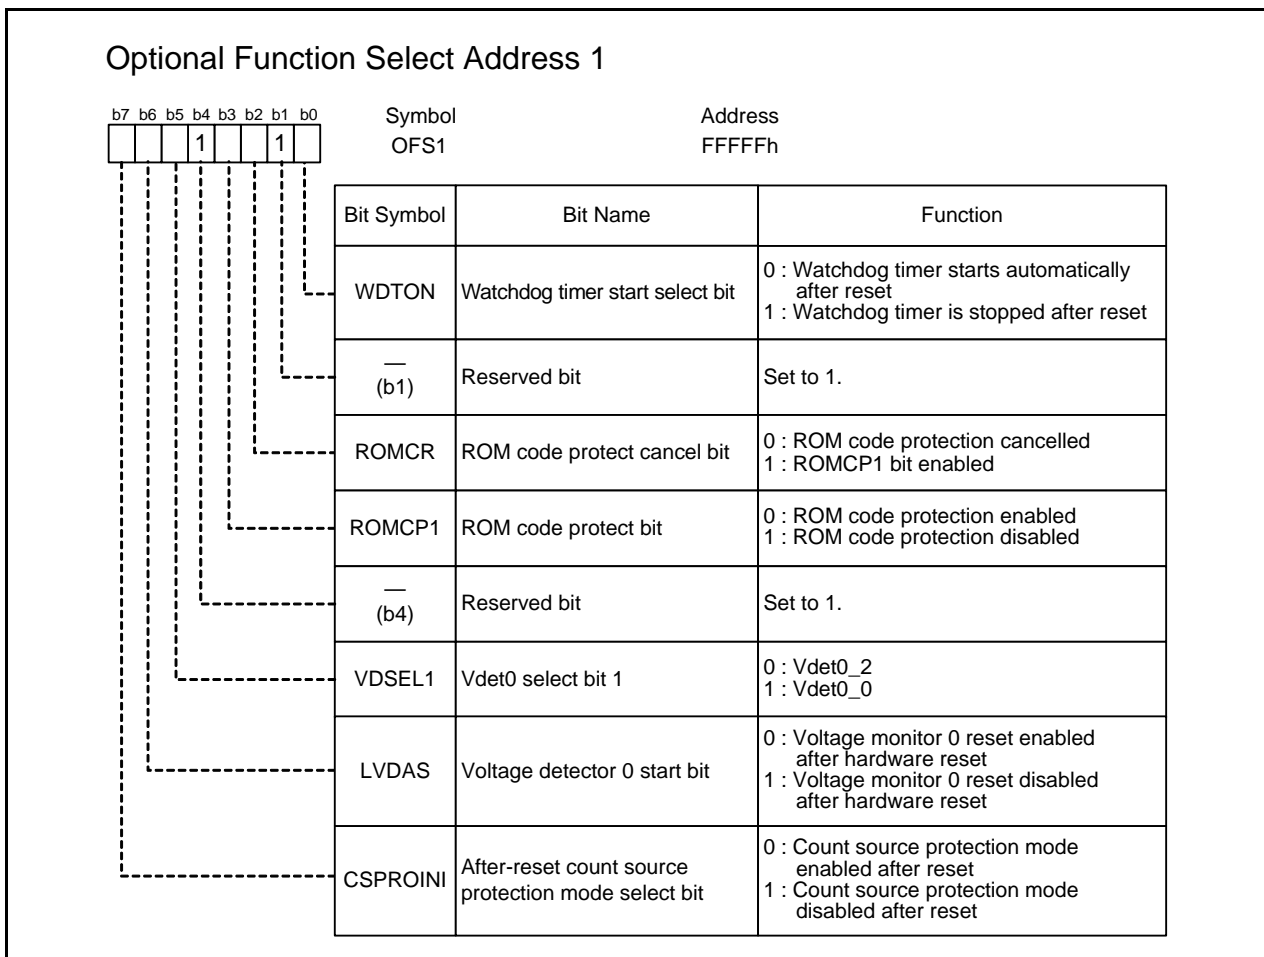 Optional Function Select Address 1
b7 b6 b5 b4 b3 b2 b1 b0
Symbol
Address
1
1
OFS1
FFFFFh
Bit Symbol
Bit Name
Function
WDTON
Watchdog timer start select bit
0 : Watchdog timer starts automatically
after reset
1 : Watchdog timer is stopped after reset
—
(b1)
Reserved bit
Set to 1.
ROMCR
ROM code protect cancel bit
0 : ROM code protection cancelled
1 : ROMCP1 bit enabled
ROMCP1
ROM code protect bit
0 : ROM code protection enabled
1 : ROM code protection disabled
—
(b4)
Reserved bit
Set to 1.
VDSEL1
Vdet0 select bit 1
0 : Vdet0_2
1 : Vdet0_0
LVDAS
Voltage detector 0 start bit
0 : Voltage monitor 0 reset enabled
after hardware reset
1 : Voltage monitor 0 reset disabled
after hardware reset
CSPROINI
After-reset count source
protection mode select bit
0 : Count source protection mode
enabled after reset
1 : Count source protection mode
disabled after reset